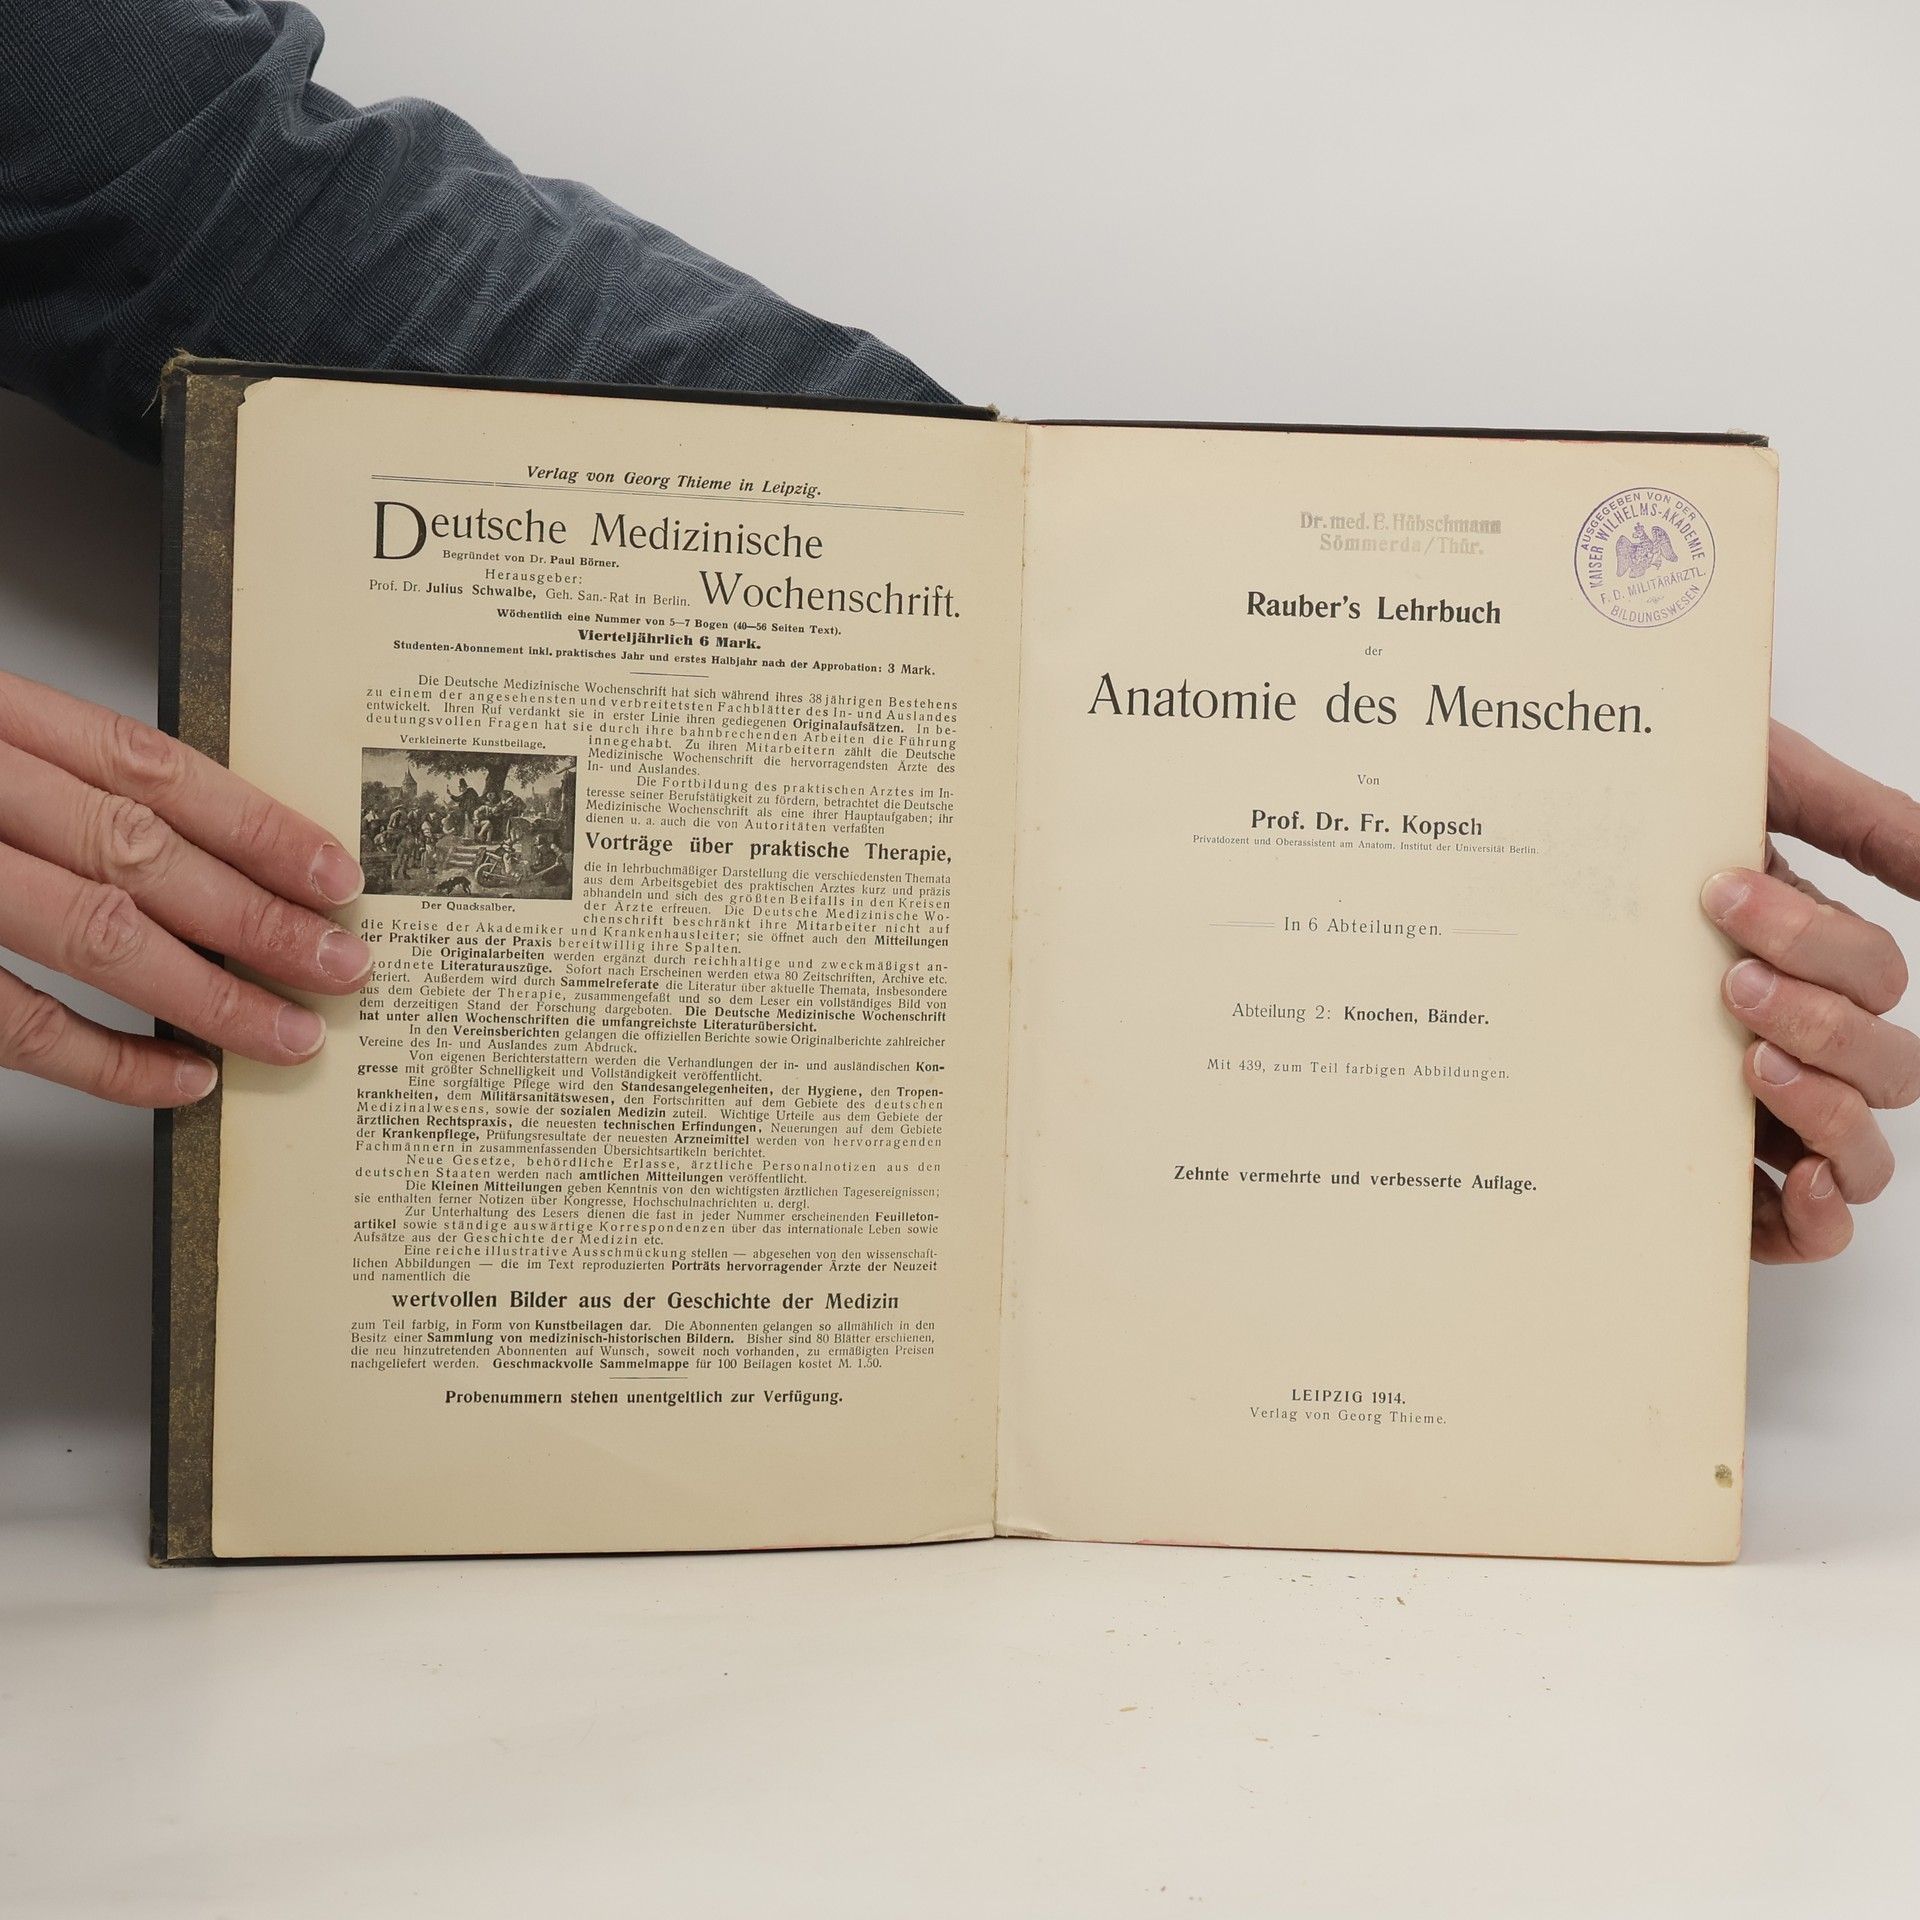 Verlag von Georg Thieme in Leipzig.
Deutsche Medizinische
Begründet von Dr. Paul Börner.
Herausgeber:
Prof. Dr. Julius Schwalbe, Geh. San.-Rat in Berlin.
Wochenschrift.
Wöchentlich eine Nummer von 5—7 Bogen (40—56 Seiten Text).
Vierteljährlich 6 Mark.
Studenten-Abonnement inkl. praktisches Jahr und erstes Halbjahr nach der Approbation: 3 Mark.
Die Deutsche Medizinische Wochenschrift hat sich während ihres 38jährigen Bestehens
zu einem der angesehensten und verbreitetsten Fachblätter des In- und Auslandes
entwickelt. Ihren Ruf verdankt sie in erster Linie ihren gediegenen Originalaufsätzen. In be-
deutungsvollen Fragen hat sie durch ihre bahnbrechenden Arbeiten die Führung
innegehabt. Zu ihren Mitarbeitern zählt die Deutsche
Medizinische Wochenschrift die hervorragendsten Ärzte des
In- und Auslandes.
Verkleinerte Kunstbeilage.
Der Quacksalber.
Die Fortbildung des praktischen Arztes im In-
teresse seiner Berufstätigkeit zu fördern, betrachtet die Deutsche
Medizinische Wochenschrift als eine ihrer Hauptaufgaben; ihr
dienen u. a. auch die von Autoritäten verfaßten
Vorträge über praktische Therapie,
die in lehrbuchmäßiger Darstellung die verschiedensten Themata
aus dem Arbeitsgebiet des praktischen Arztes kurz und präzis
abhandeln und sich des größten Beifalls in den Kreisen
der Ärzte erfreuen. Die Deutsche Medizinische Wo-
chenschrift beschränkt ihre Mitarbeiter nicht auf
die Kreise der Akademiker und Krankenhausleiter; sie öffnet auch den Mitteilungen
der Praktiker aus der Praxis bereitwillig ihre Spalten.
Die Originalarbeiten werden ergänzt durch reichhaltige und zweckmäßigst an-
geordnete Literaturauszüge. Sofort nach Erscheinen werden etwa 80 Zeitschriften, Archive etc.
feriert. Außerdem wird durch Sammelreferate die Literatur über aktuelle Themata, insbesondere
aus dem Gebiete der Therapie, zusammengefaßt und so dem Leser ein vollständiges Bild von
dem derzeitigen Stand der Forschung dargeboten. Die Deutsche Medizinische Wochenschrift
hat unter allen Wochenschriften die umfangreichste Literaturübersicht.
In den Vereinsberichten gelangen die offiziellen Berichte sowie Originalberichte zahlreicher
Vereine des In- und Auslandes zum Abdruck.
Von eigenen Berichterstattern werden die Verhandlungen der in- und ausländischen Kon-
gresse mit größter Schnelligkeit und Vollständigkeit veröffentlicht.
Eine sorgfältige Pflege wird den Standesangelegenheiten, der Hygiene, den Tropen-
krankheiten, dem Militärsanitätswesen, den Fortschritten auf dem Gebiete des deutschen
Medizinalwesens, sowie der sozialen Medizin zuteil. Wichtige Urteile aus dem Gebiete der
ärztlichen Rechtspraxis, die neuesten technischen Erfindungen, Neuerungen auf dem Gebiete
der Krankenpflege, Prüfungsresultate der neuesten Arzneimittel werden von hervorragenden
Fachmännern in zusammenfassenden Übersichtsartikeln berichtet.
Neue Gesetze, behördliche Erlasse, ärztliche Personalnotizen aus den
deutschen Staaten werden nach amtlichen Mitteilungen veröffentlicht.
Die Kleinen Mitteilungen geben Kenntnis von den wichtigsten ärztlichen Tagesereignissen;
sie enthalten ferner Notizen über Kongresse, Hochschulnachrichten u. dergl.
Zur Unterhaltung des Lesers dienen die fast in jeder Nummer erscheinenden Feuilleton-
artikel sowie ständige auswärtige Korrespondenzen über das internationale Leben sowie
Aufsätze aus der Geschichte der Medizin etc.
Eine reiche illustrative Ausschmückung stellen — abgesehen von den wissenschaft-
lichen Abbildungen — die im Text reproduzierten Porträts hervorragender Ärzte der Neuzeit
und namentlich die
wertvollen Bilder aus der Geschichte der Medizin
zum Teil farbig, in Form von Kunstbeilagen dar. Die Abonnenten gelangen so allmählich in den
Besitz einer Sammlung von medizinisch-historischen Bildern. Bisher sind 80 Blätter erschienen,
die neu hinzutretenden Abonnenten auf Wunsch, soweit noch vorhanden, zu ermäßigten Preisen
nachgeliefert werden. Geschmackvolle Sammelmappe für 100 Beilagen kostet M. 1.50.
Probenummern stehen unentgeltlich zur Verfügung.
Dr. med. E. Hübschmann
Sömmerda/Thür.
AUSGEGEBEN VON DER
KAISER WILHELMS-AKADEMIE
F. D. MILITÄRÄRZTL.
BILDUNGSWESEN
Rauber's Lehrbuch
der
Anatomie des Menschen.
Von
Prof. Dr. Fr. Kopsch
Privatdozent und Oberassistent am Anatom. Institut der Universität Berlin.
In 6 Abteilungen.
Abteilung 2: Knochen, Bänder.
Mit 439, zum Teil farbigen Abbildungen.
Zehnte vermehrte und verbesserte Auflage.
LEIPZIG 1914.
Verlag von Georg Thieme.